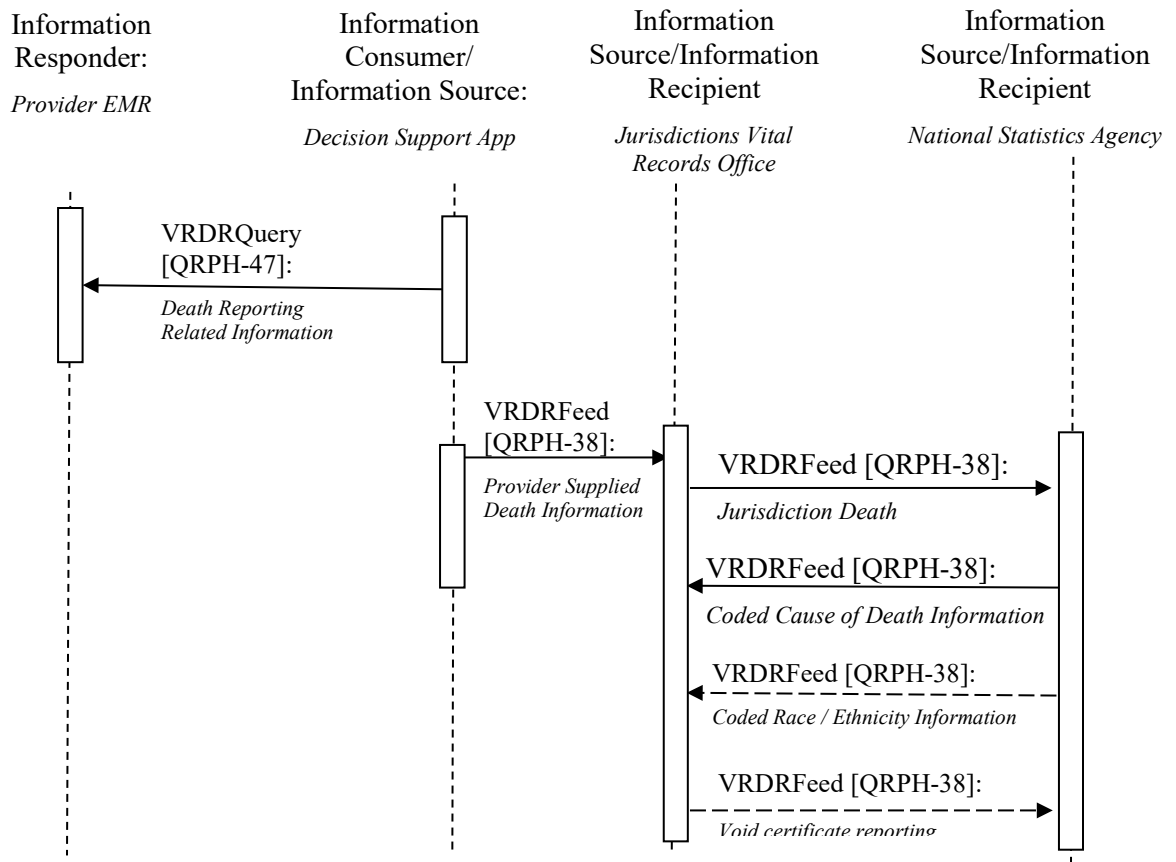 Information
Responder:
Provider EMR
Information
Consumer/
Information Source:
Decision Support App
Information
Source/Information
Recipient
Jurisdictions Vital
Records Office
Information
Source/Information
Recipient
National Statistics Agency
VRDRQuery
[QRPH-47]:
Death Reporting
Related Information
VRDRFeed
[QRPH-38]:
Provider Supplied
Death Information
VRDRFeed [QRPH-38]:
Jurisdiction Death
VRDRFeed [QRPH-38]:
Coded Cause of Death Information
VRDRFeed [QRPH-38]:
Coded Race / Ethnicity Information
VRDRFeed [QRPH-38]:
Void certificate reporting